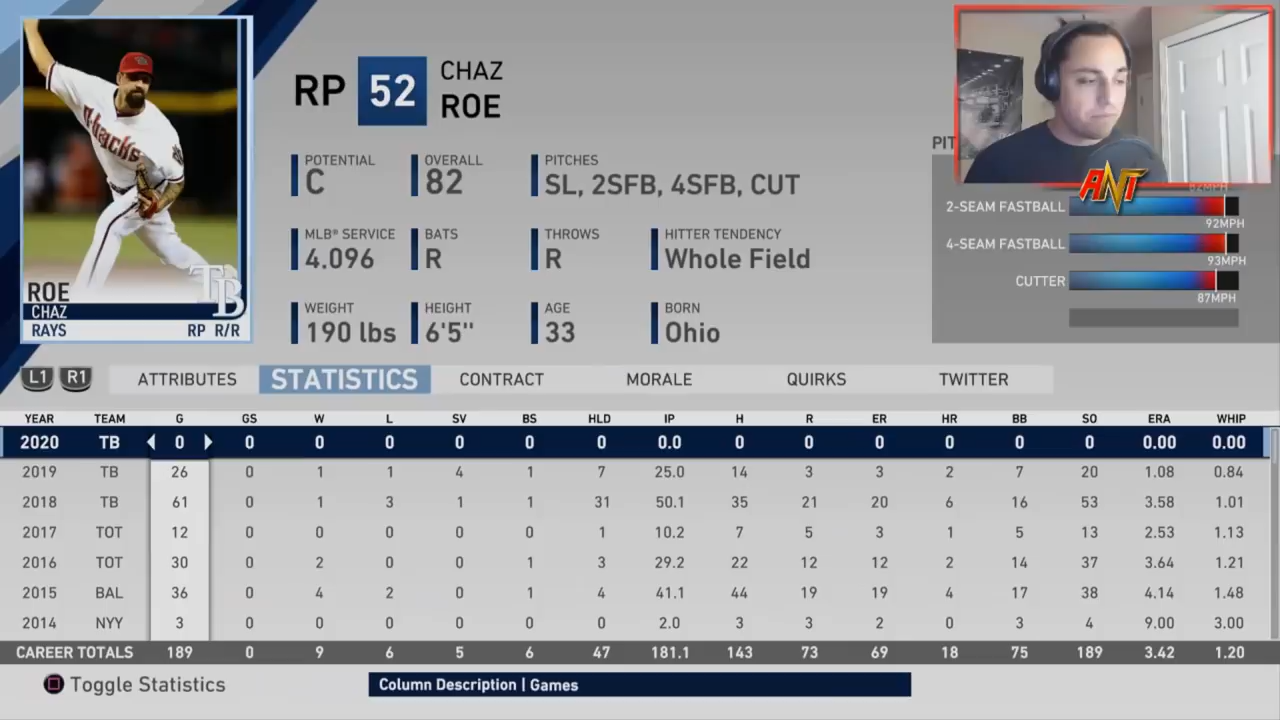 RP 52 CHAZ ROE
POTENTIAL C
OVERALL 82
PITCHES SL, 2SFB, 4SFB, CUT
MLB® SERVICE 4.096
BATS R
THROWS R
HITTER TENDENCY Whole Field
WEIGHT 190 lbs
HEIGHT 6'5"
AGE 33
BORN Ohio
D-backs
TB
ROE
CHAZ
RAYS RP R/R
ANT
PIT
82MPH
2-SEAM FASTBALL
92MPH
4-SEAM FASTBALL
93MPH
CUTTER
87MPH
L1 R1 ATTRIBUTES STATISTICS CONTRACT MORALE QUIRKS TWITTER
YEAR TEAM G GS W L SV BS HLD IP H R ER HR BB SO ERA WHIP
2020 TB 0 0 0 0 0 0 0 0.0 0 0 0 0 0 0 0.00 0.00
2019 TB 26 0 1 1 4 1 7 25.0 14 3 3 2 7 20 1.08 0.84
2018 TB 61 0 1 3 1 1 31 50.1 35 21 20 6 16 53 3.58 1.01
2017 TOT 12 0 0 0 0 0 1 10.2 7 5 3 1 5 13 2.53 1.13
2016 TOT 30 0 2 0 0 1 3 29.2 22 12 12 2 14 37 3.64 1.21
2015 BAL 36 0 4 2 0 1 4 41.1 44 19 19 4 17 38 4.14 1.48
2014 NYY 3 0 0 0 0 0 0 2.0 3 3 2 0 3 4 9.00 3.00
CAREER TOTALS 189 0 9 6 5 6 47 181.1 143 73 69 18 75 189 3.42 1.20
Toggle Statistics
Column Description | Games